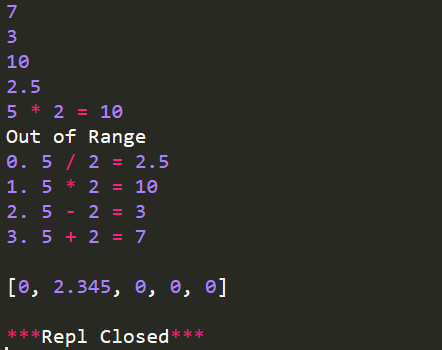 7
3
10
2.5
5 * 2 = 10
Out of Range
0. 5 / 2 = 2.5
1. 5 * 2 = 10
2. 5 - 2 = 3
3. 5 + 2 = 7
[0, 2.345, 0, 0, 0]
***Repl Closed***